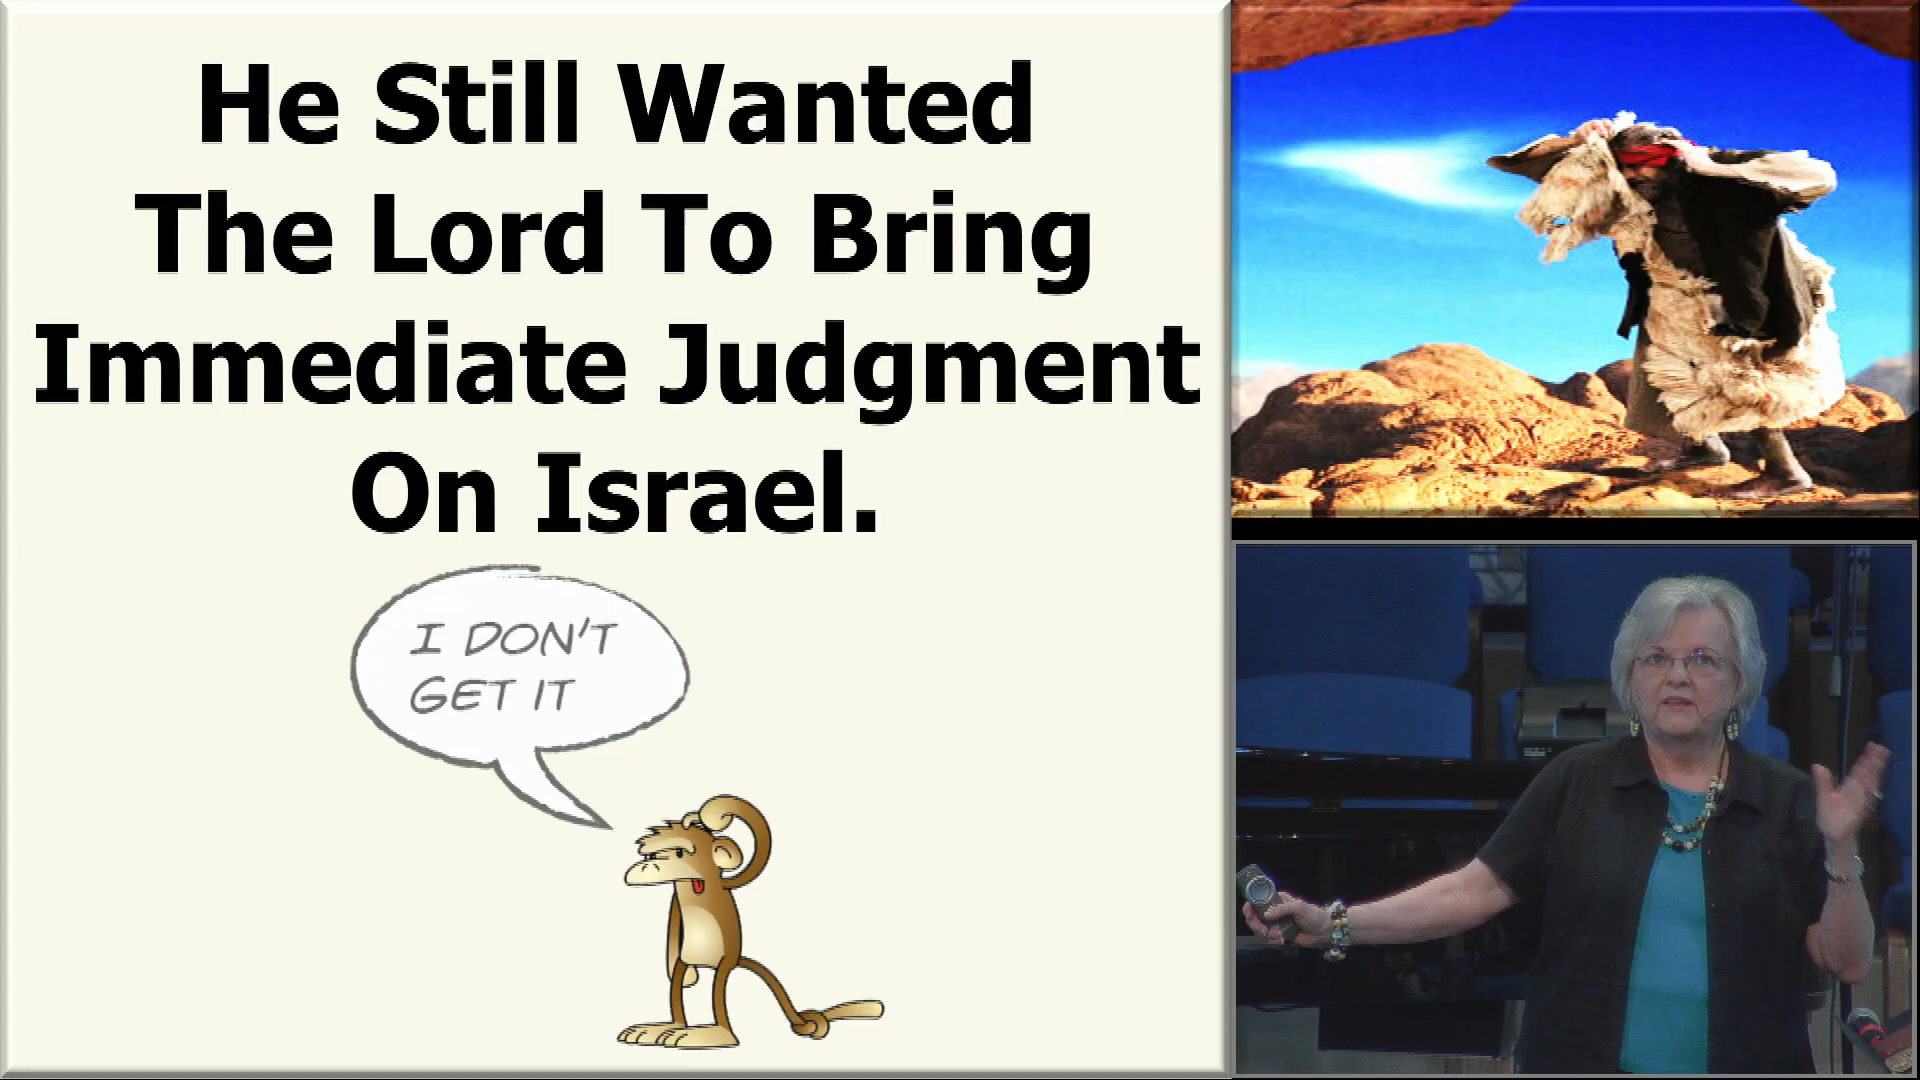 He Still Wanted
The Lord To Bring
Immediate Judgment
On Israel.
I DON'T
GET IT